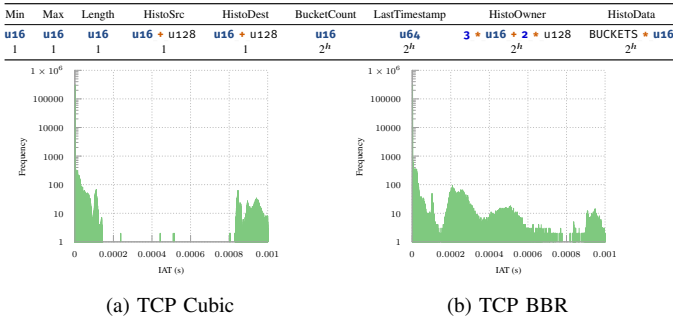 Min Max Length HistoSrc HistoDest BucketCount LastTimestamp HistoOwner HistoData
u16 u16 u16 u16 + u128 u16 + u128 u16 u64 3 * u16 + 2 * u128 BUCKETS * u16
1 1 1 1 1 2^h 2^h 2^h 2^h
1 × 10^6
100000
10000
1000
100
10
1
Frequency
0 0.0002 0.0004 0.0006 0.0008 0.001
IAT (s)
(a) TCP Cubic
1 × 10^6
100000
10000
1000
100
10
1
Frequency
0 0.0002 0.0004 0.0006 0.0008 0.001
IAT (s)
(b) TCP BBR